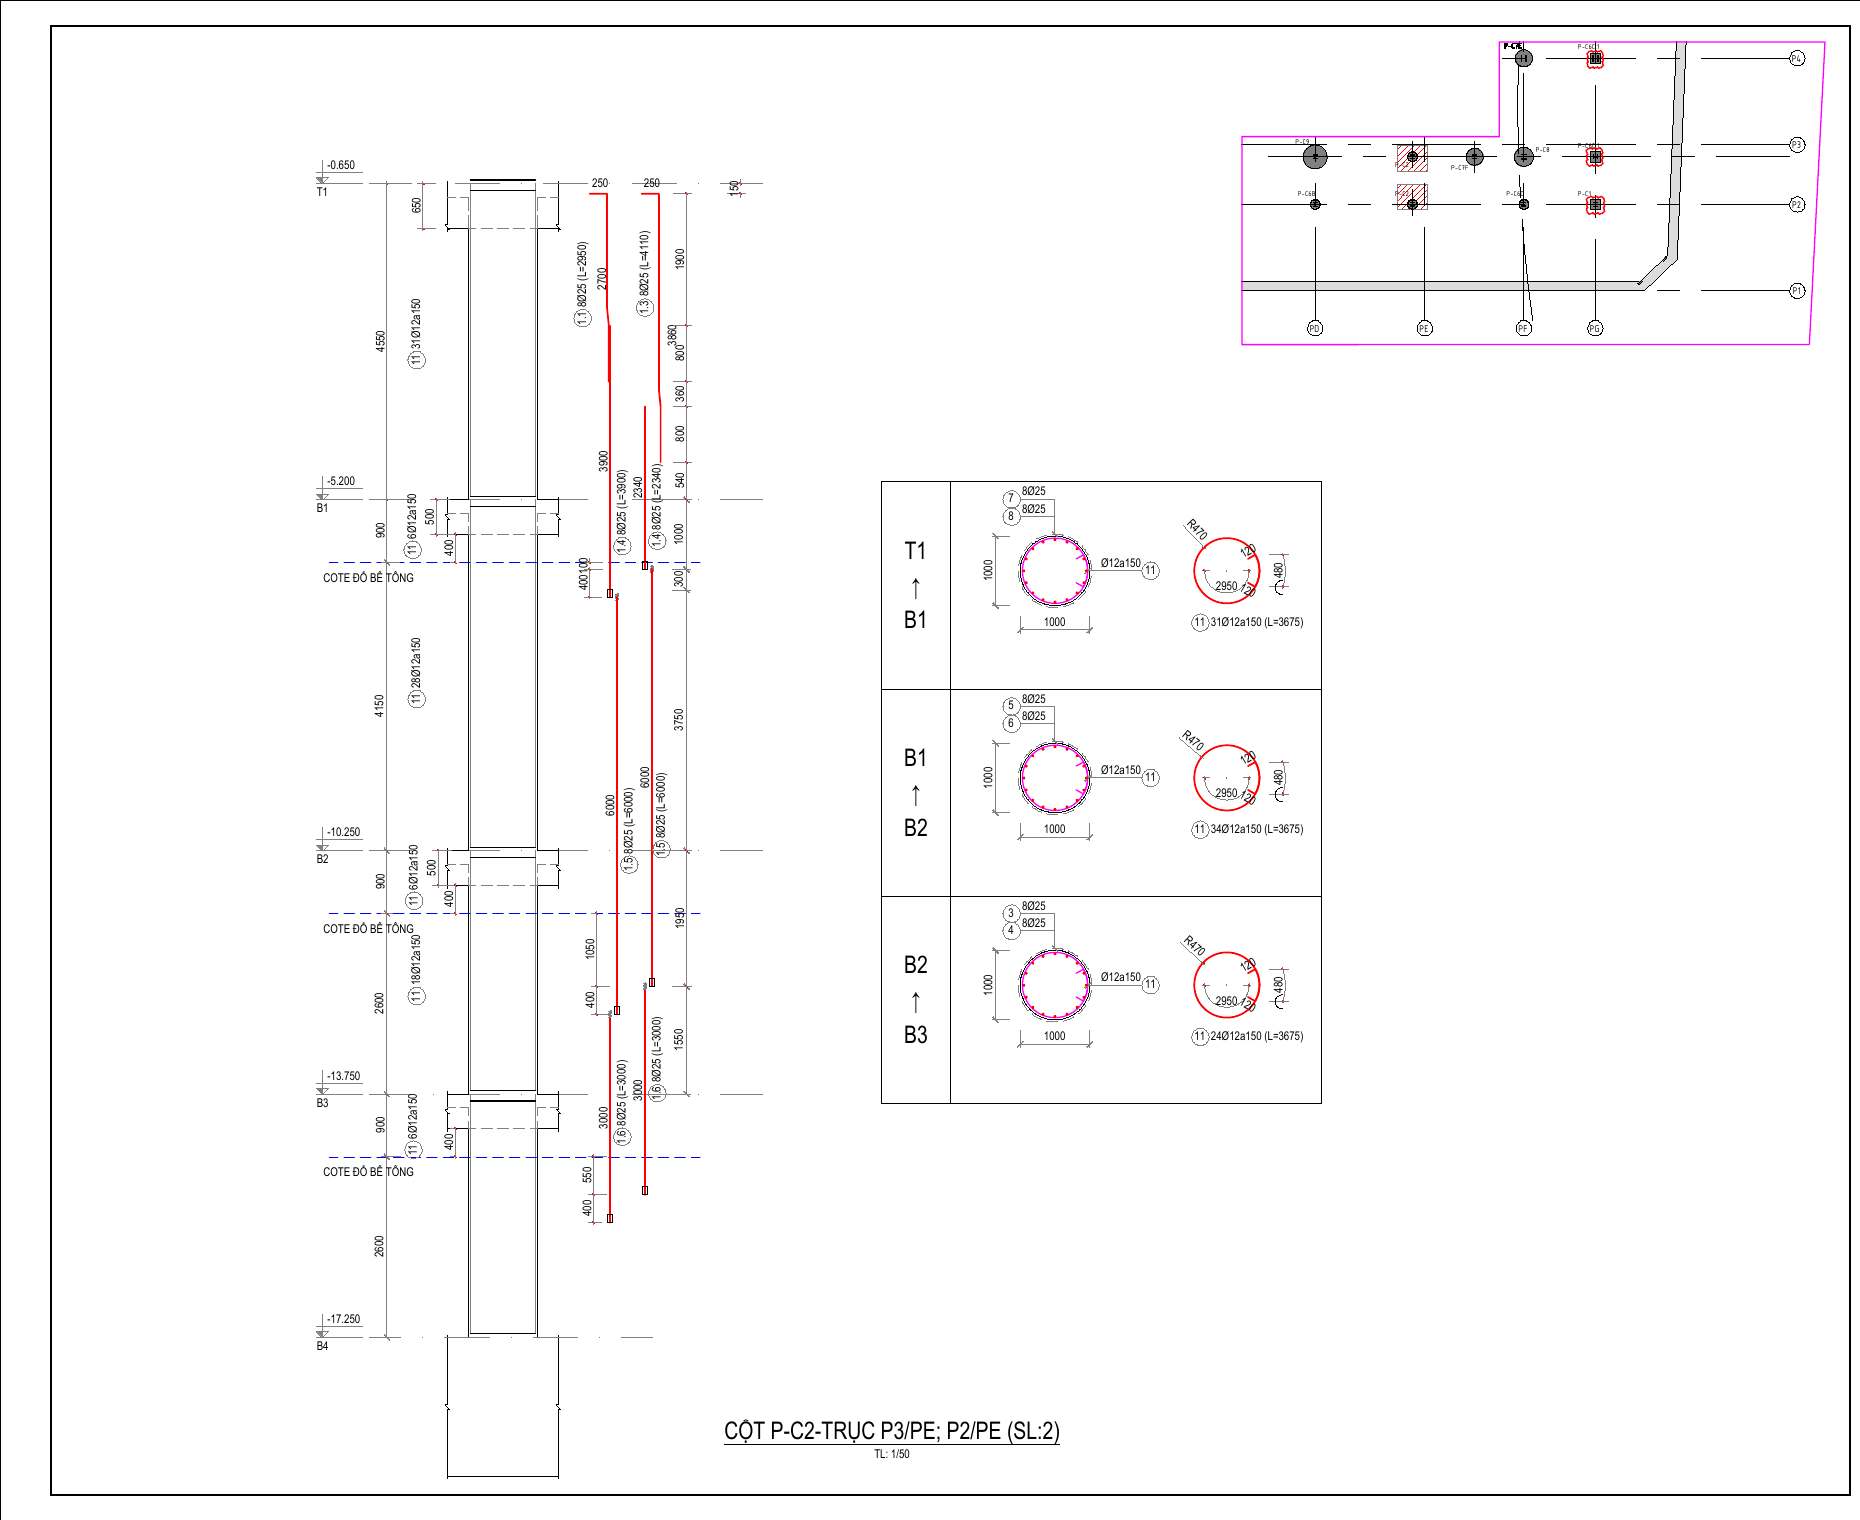 P-C6C1
P4
P-C9
P-C8
P-C7F
P3
P-C6B
P-C1
P2
P1
PD
PE
PF
PG
-0.650
T1
650
250
250
150
4550
11 31Ø12a150
1.1 8Ø25 (L=2950)
2700
1.3 8Ø25 (L=4110)
3860
1900
800
360
800
540
3900
2340
1.4 8Ø25 (L=3900)
1.4 8Ø25 (L=2340)
-5.200
B1
900
11 6Ø12a150
500
400
COTE ĐỔ BÊ TÔNG
400
100
1000
300
4150
11 28Ø12a150
6000
1.5 8Ø25 (L=6000)
6000
1.5 8Ø25 (L=6000)
3750
-10.250
B2
900
11 6Ø12a150
500
400
COTE ĐỔ BÊ TÔNG
2600
11 18Ø12a150
1050
400
1950
1550
3000
1.6 8Ø25 (L=3000)
3000
1.6 8Ø25 (L=3000)
-13.750
B3
900
11 6Ø12a150
400
COTE ĐỔ BÊ TÔNG
550
400
2600
-17.250
B4
T1
B1
7 8Ø25
8 8Ø25
1000
1000
Ø12a150 11
R470
120
2950
120
480
11 31Ø12a150 (L=3675)
B1
B2
5 8Ø25
6 8Ø25
1000
1000
Ø12a150 11
R470
120
2950
120
480
11 34Ø12a150 (L=3675)
B2
B3
3 8Ø25
4 8Ø25
1000
1000
Ø12a150 11
R470
120
2950
120
480
11 24Ø12a150 (L=3675)
CỘT P-C2-TRỤC P3/PE; P2/PE (SL:2)
TL: 1/50